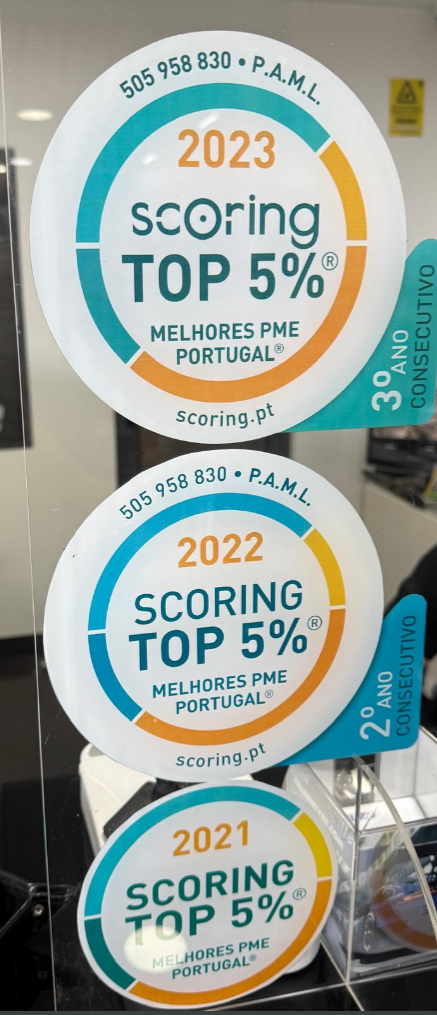 505 958 830 • P.A.M.L.
2023
scoring
TOP 5%®
MELHORES PME
PORTUGAL®
scoring.pt
3º ANO
CONSECUTIVO
505 958 830 • P.A.M.L.
2022
SCORING
TOP 5%®
MELHORES PME
PORTUGAL®
scoring.pt
2º ANO
CONSECUTIVO
2021
SCORING
TOP 5%®
MELHORES PME
PORTUGAL®